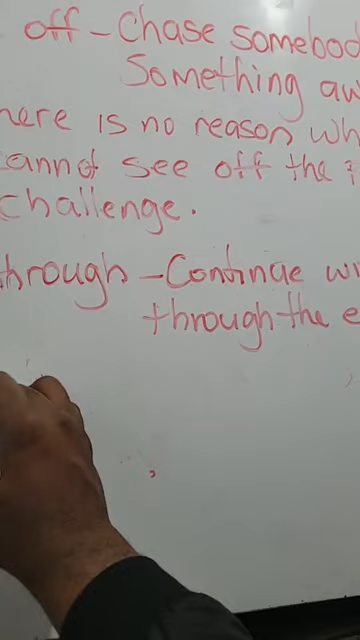 off - Chase somebod
Something aw
here is no reason wh
cannot see off the
challenge.
through - Continue wi
through the e